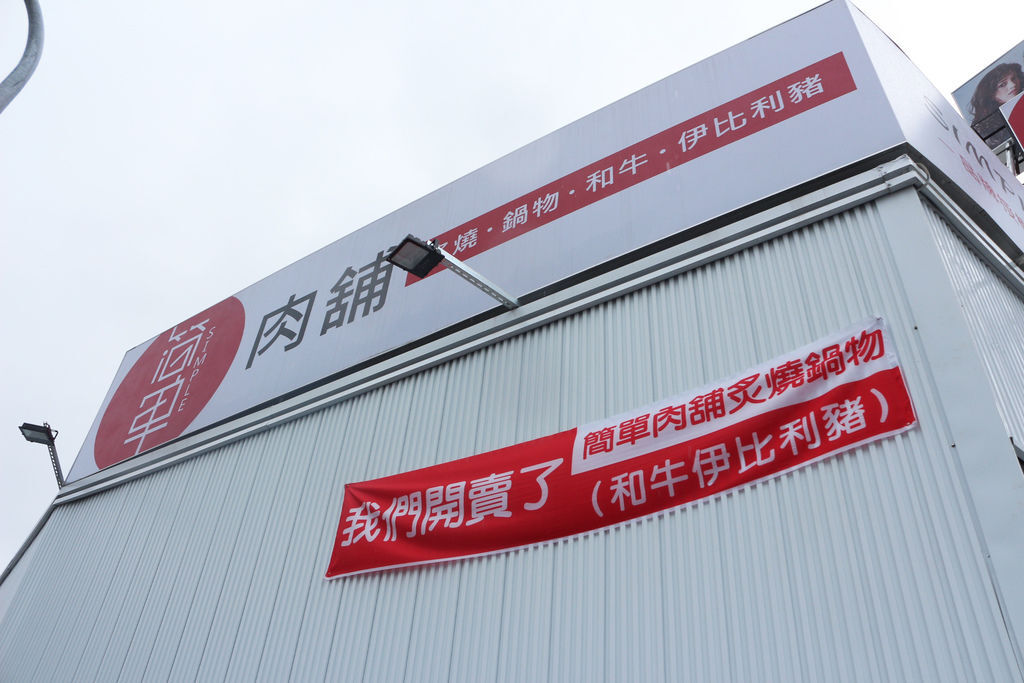 簡單
SIMPLE
肉舖
燒・鍋物・和牛・伊比利豬
我們開賣了
簡單肉舖炙燒鍋物
(和牛伊比利豬)